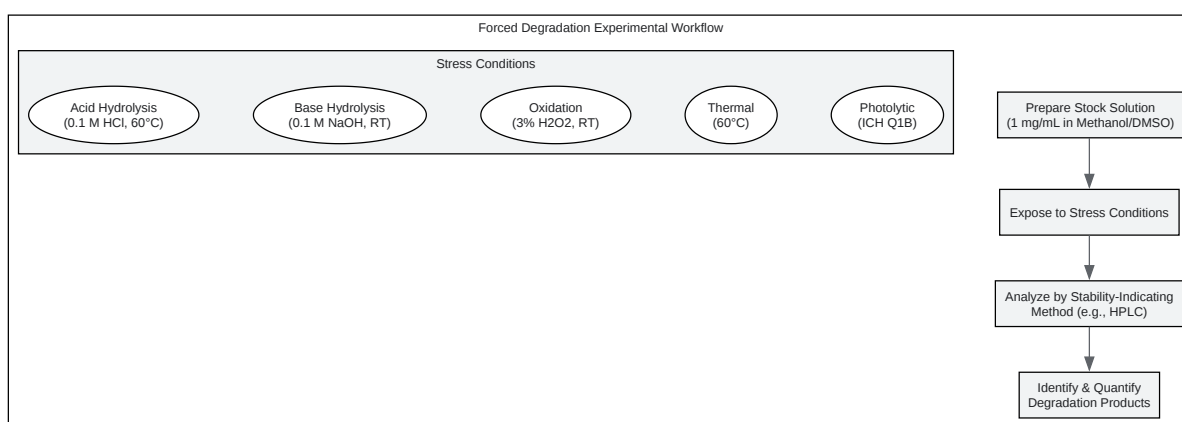 Forced Degradation Experimental Workflow
Stress Conditions
Acid Hydrolysis
(0.1 M HCl, 60°C)
Base Hydrolysis
(0.1 M NaOH, RT)
Oxidation
(3% H2O2, RT)
Thermal
(60°C)
Photolytic
(ICH Q1B)
Prepare Stock Solution
(1 mg/mL in Methanol/DMSO)
Expose to Stress Conditions
Analyze by Stability-Indicating
Method (e.g., HPLC)
Identify & Quantify
Degradation Products